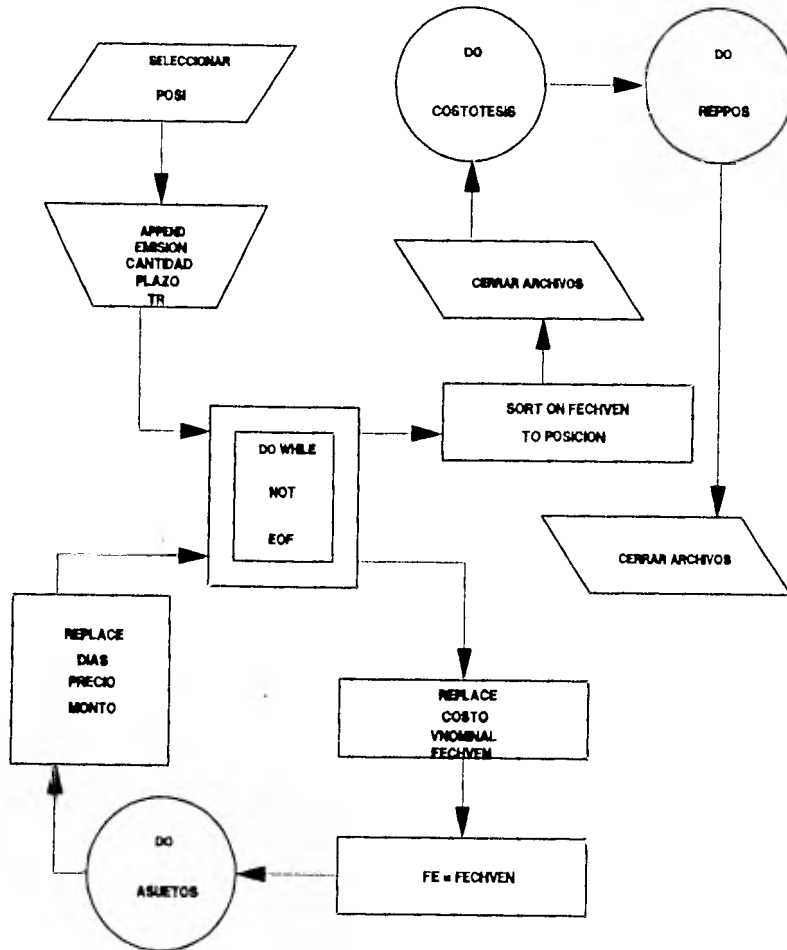 SELECCIONAR
POSI
APPEND
EMISION
CANTIDAD
PLAZO
TR
DO WHILE
NOT
EOF
SORT ON FECHVEN
TO POSICION
CERRAR ARCHIVOS
DO
COSTOTESIS
DO
REPPOS
CERRAR ARCHIVOS
REPLACE
COSTO
VNOMINAL
FECHVEM
FE = FECHVEN
DO
ASUETOS
REPLACE
DIAS
PRECIO
MONTO